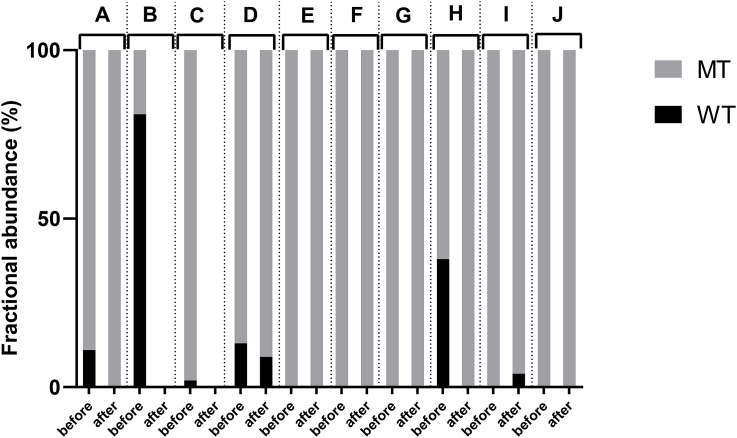 A B C D E F G H I J
100
50
0
Fractional abundance (%)
MT
WT
before after before after before after before after before after before after before after before after before after before after